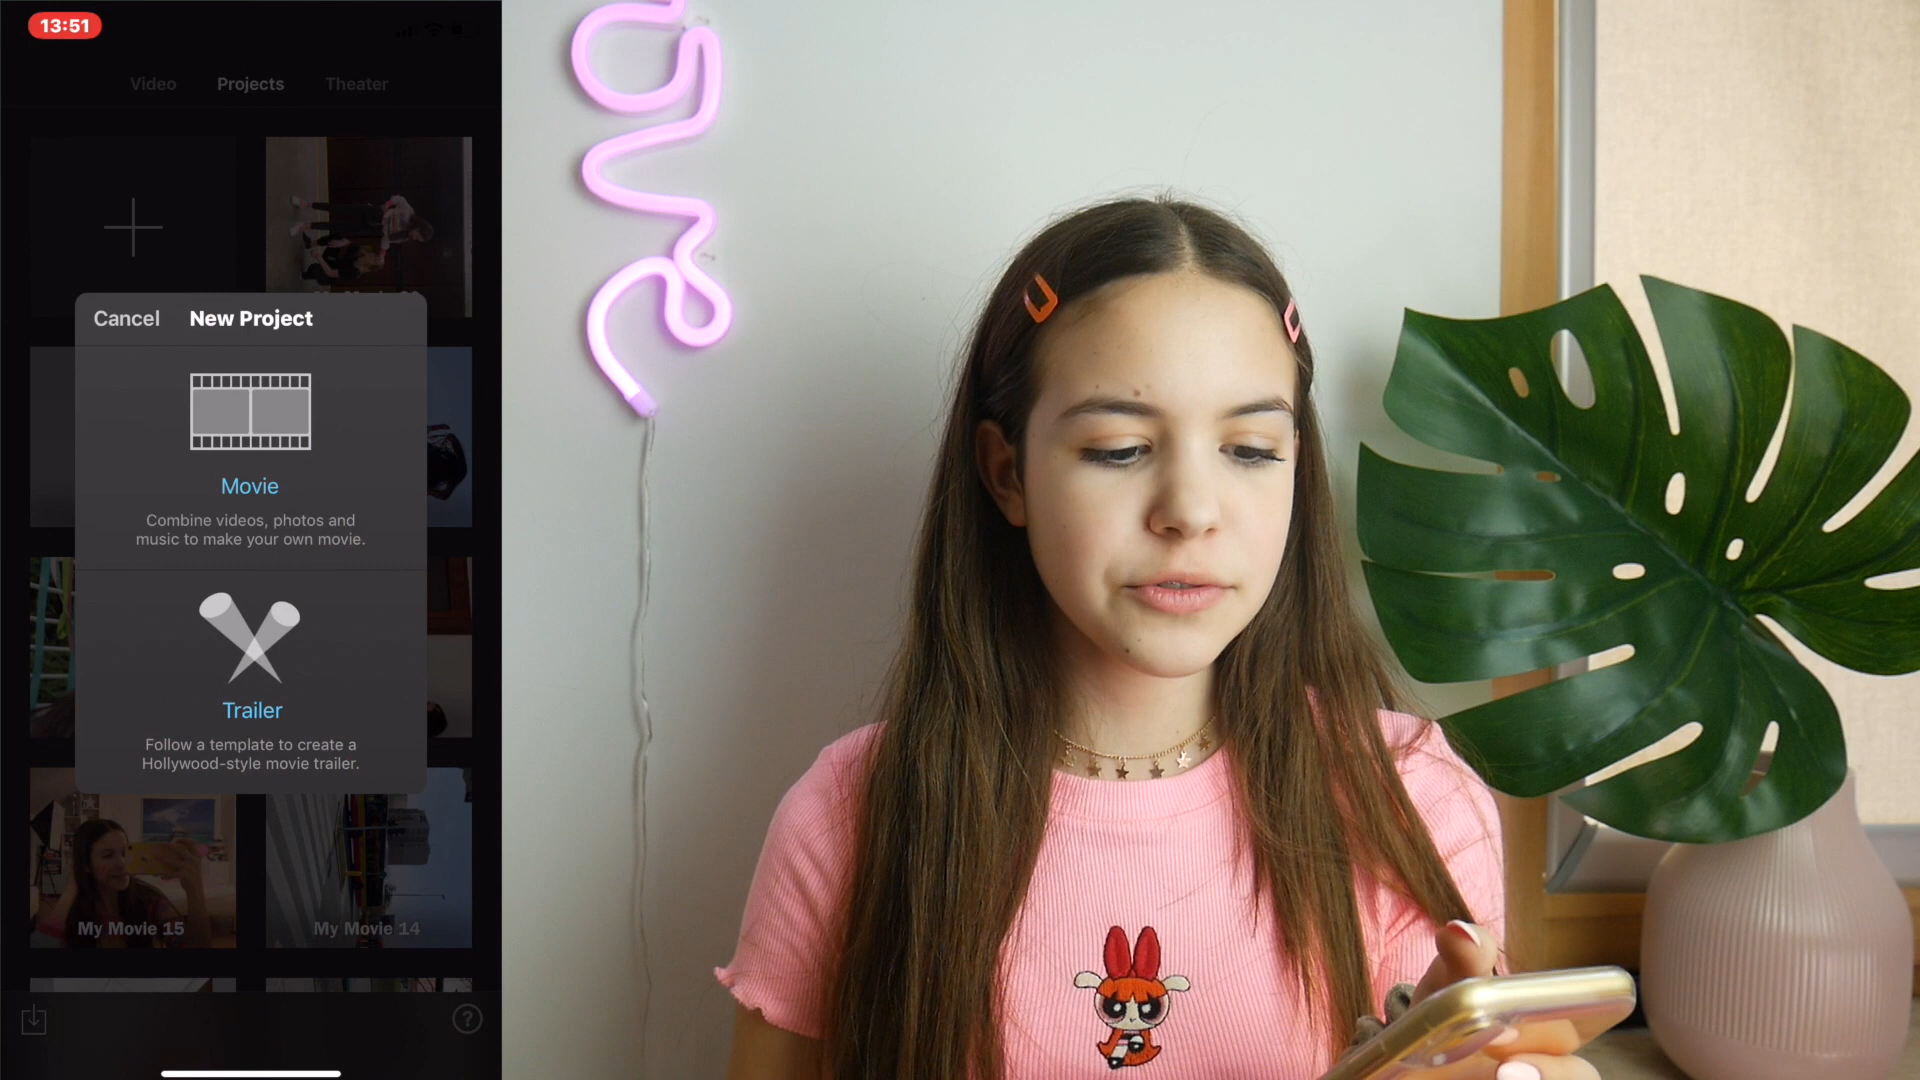 13:51
Video Projects Theater
Cancel New Project
Movie
Combine videos, photos and
music to make your own movie.
Trailer
Follow a template to create a
Hollywood-style movie trailer.
My Movie 15 My Movie 14
?
ove